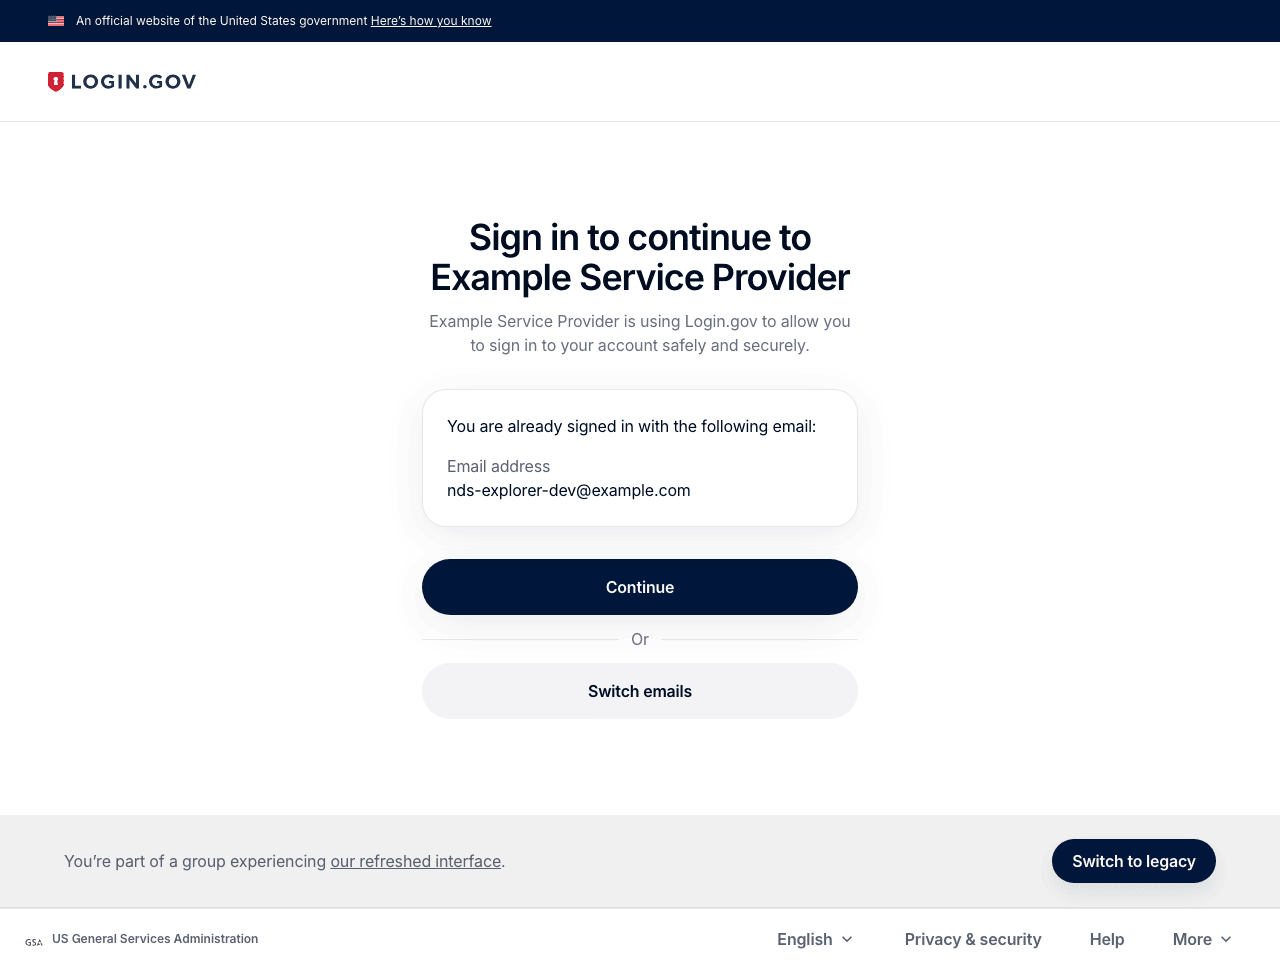 An official website of the United States government Here’s how you know
LOGIN.GOV
Sign in to continue to
Example Service Provider
Example Service Provider is using Login.gov to allow you
to sign in to your account safely and securely.
You are already signed in with the following email:
Email address
nds-explorer-dev@example.com
Continue
Or
Switch emails
You’re part of a group experiencing our refreshed interface.
Switch to legacy
GSA US General Services Administration
English
Privacy & security
Help
More